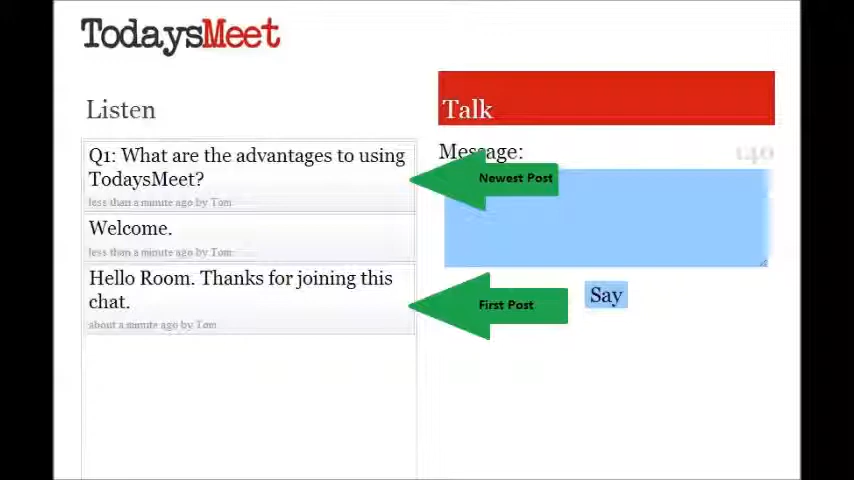 TodaysMeet
Listen
Talk
Q1: What are the advantages to using
TodaysMeet?
less than a minute ago by Tom
Welcome.
less than a minute ago by Tom
Hello Room. Thanks for joining this
chat.
about a minute ago by Tom
Message:
140
Newest Post
Say
First Post